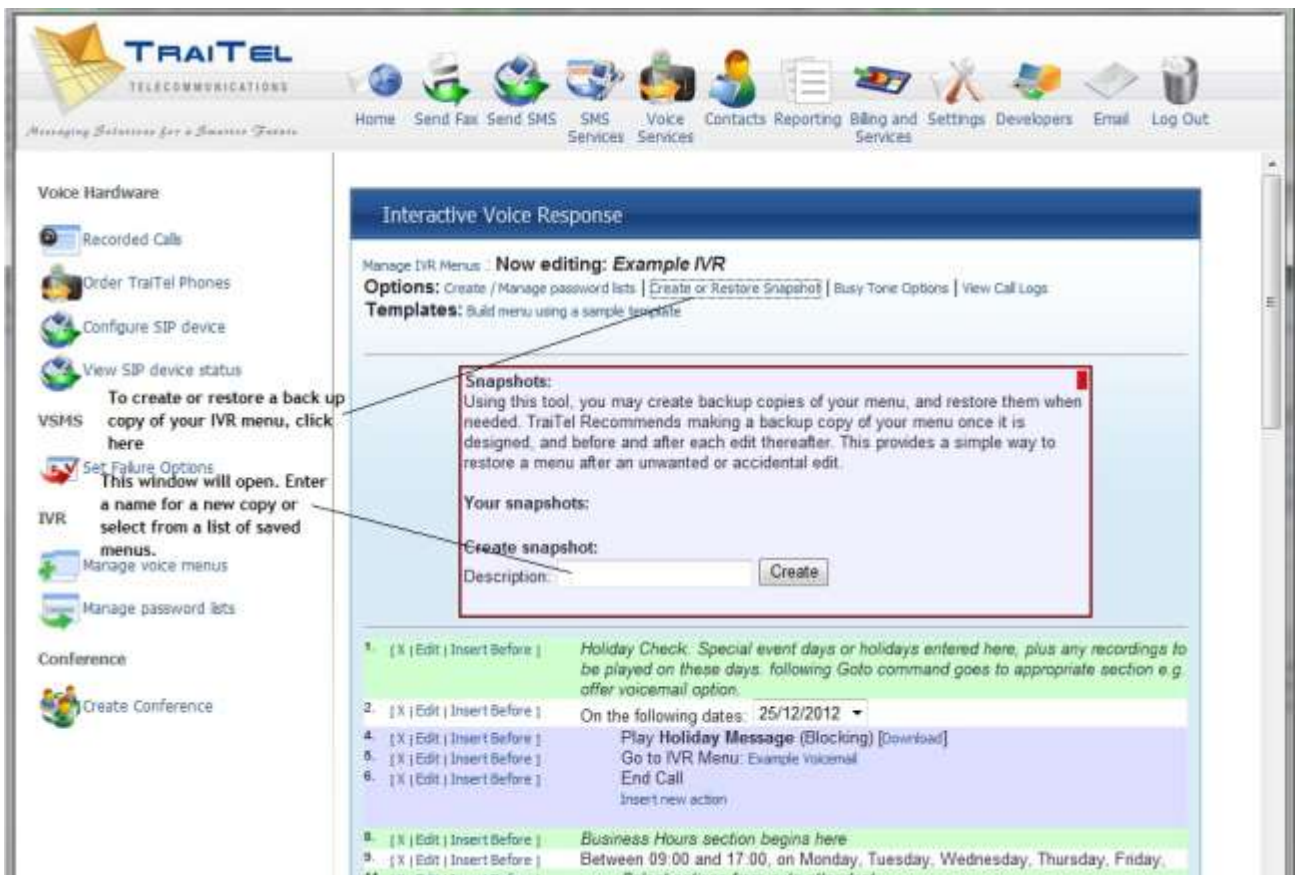 TRAITEL
TELECOMMUNICATIONS
Messaging Solutions for a Smarter Future
Home Send Fax Send SMS SMS Services Voice Services Contacts Reporting Billing and Services Settings Developers Email Log Out
Voice Hardware
Recorded Calls
Order TraiTel Phones
Configure SIP device
View SIP device status
To create or restore a back up
copy of your IVR menu, click
here
VSMS
Set Failure Options
This window will open. Enter
a name for a new copy or
select from a list of saved
menus.
IVR
Manage voice menus
Manage password lists
Conference
Create Conference
Interactive Voice Response
Manage IVR Menus : Now editing: Example IVR
Options: Create / Manage password lists | Create or Restore Snapshot | Busy Tone Options | View Call Logs
Templates: Build menu using a sample template
Snapshots:
Using this tool, you may create backup copies of your menu, and restore them when
needed. TraiTel Recommends making a backup copy of your menu once it is
designed, and before and after each edit thereafter. This provides a simple way to
restore a menu after an unwanted or accidental edit.
Your snapshots:
Create snapshot:
Description: Create
1. [ X | Edit | Insert Before ] Holiday Check. Special event days or holidays entered here, plus any recordings to
be played on these days. following Goto command goes to appropriate section e.g.
offer voicemail option.
2. [ X | Edit | Insert Before ] On the following dates: 25/12/2012
4. [ X | Edit | Insert Before ] Play Holiday Message (Blocking) [Download]
5. [ X | Edit | Insert Before ] Go to IVR Menu: Example Voicemail
6. [ X | Edit | Insert Before ] End Call
Insert new action
8. [ X | Edit | Insert Before ] Business Hours section begins here
9. [ X | Edit | Insert Before ] Between 09:00 and 17:00, on Monday, Tuesday, Wednesday, Thursday, Friday,